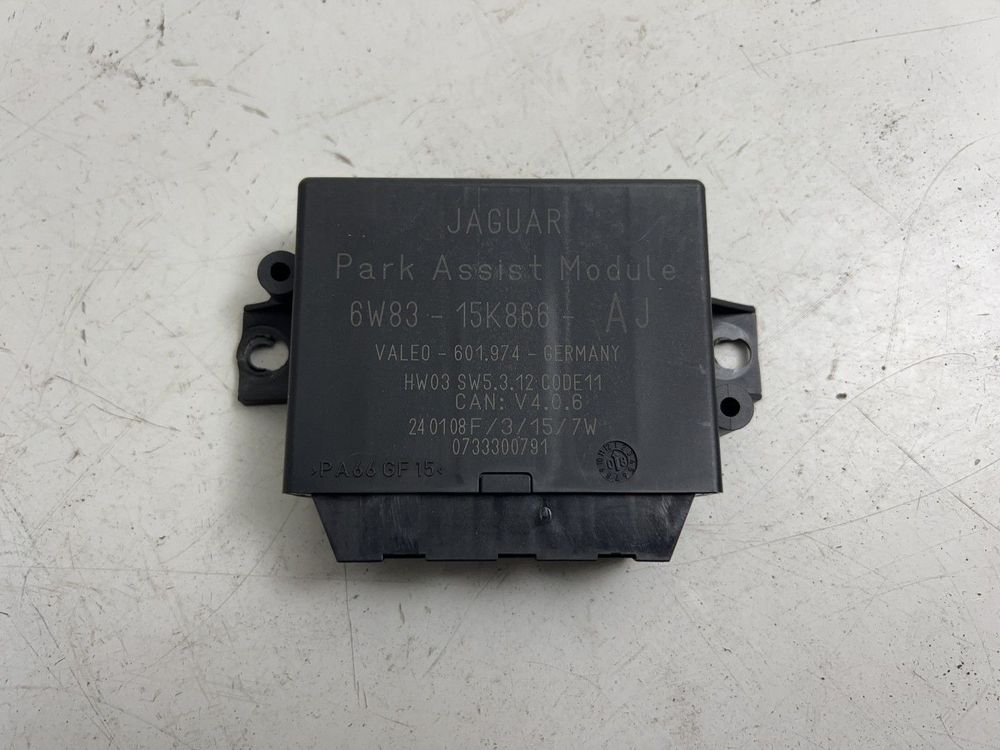 JAGUAR
Park Assist Module
6W83 - 15K866 - AJ
VALEO - 601.974 - GERMANY
HW03 SW5.3.12 CODE11
CAN: V4.0.6
240108F/3/15/7W
0733300791
>PA66 GF15<